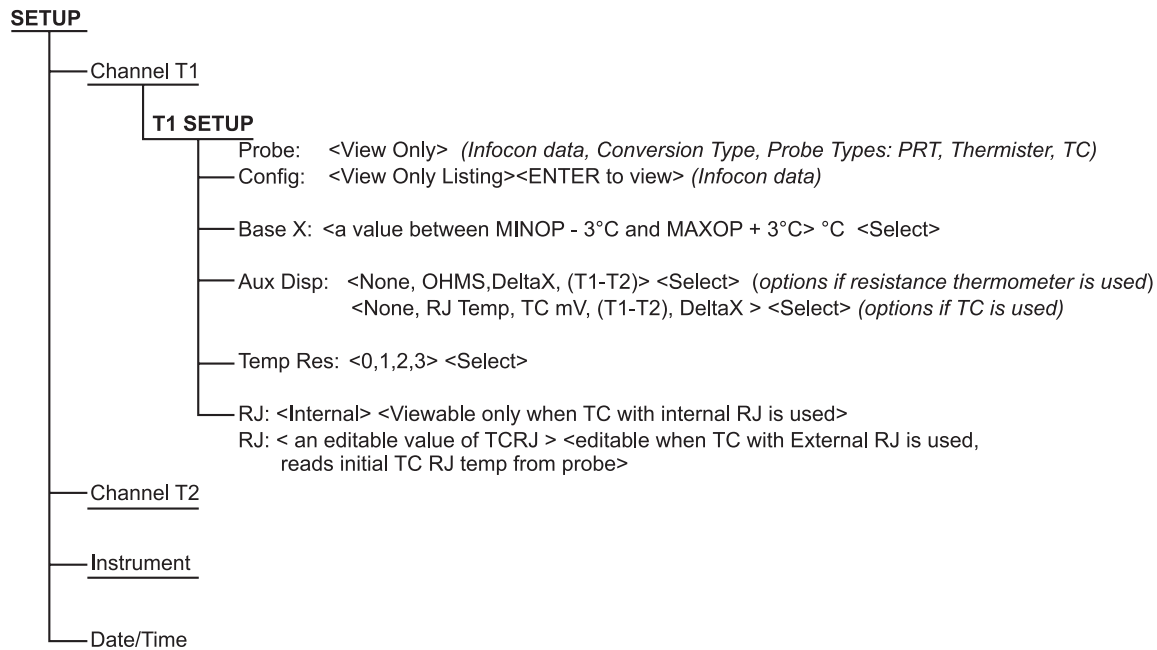 SETUP
Channel T1
T1 SETUP
Probe: <View Only> (Infocon data, Conversion Type, Probe Types: PRT, Thermister, TC)
Config: <View Only Listing><ENTER to view> (Infocon data)
Base X: <a value between MINOP - 3°C and MAXOP + 3°C> °C <Select>
Aux Disp: <None, OHMS,DeltaX, (T1-T2)> <Select> (options if resistance thermometer is used)
<None, RJ Temp, TC mV, (T1-T2), DeltaX > <Select> (options if TC is used)
Temp Res: <0,1,2,3> <Select>
RJ: <Internal> <Viewable only when TC with internal RJ is used>
RJ: < an editable value of TCRJ > <editable when TC with External RJ is used,
reads initial TC RJ temp from probe>
Channel T2
Instrument
Date/Time